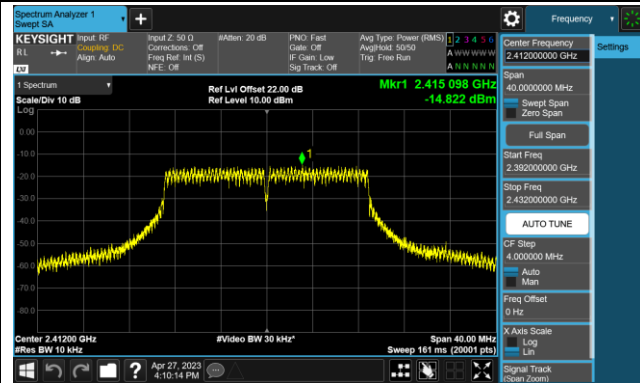 Spectrum Analyzer 1
Swept SA
Frequency
KEYSIGHT
RL
LXI
Input: RF
Coupling: DC
Align: Auto
Input Z: 50 Ω
Corrections: Off
Freq Ref: Int (S)
NFE: Off
#Atten: 20 dB
PNO: Fast
Gate: Off
IF Gain: Low
Sig Track: Off
Avg Type: Power (RMS)
Avg|Hold: 50/50
Trig: Free Run
1 2 3 4 5 6
A W W W W W
A N N N N N
1 Spectrum
Scale/Div 10 dB
Log
Ref Lvl Offset 22.00 dB
Ref Level 10.00 dBm
Mkr1 2.415 098 GHz
-14.822 dBm
0.00
-10.0
-20.0
-30.0
-40.0
-50.0
-60.0
-70.0
-80.0
1
Center 2.41200 GHz
#Res BW 10 kHz
#Video BW 30 kHz*
Span 40.00 MHz
Sweep 161 ms (20001 pts)
Apr 27, 2023
4:10:14 PM
Center Frequency
2.412000000 GHz
Span
40.0000000 MHz
Swept Span
Zero Span
Full Span
Start Freq
2.392000000 GHz
Stop Freq
2.432000000 GHz
AUTO TUNE
CF Step
4.000000 MHz
Auto
Man
Freq Offset
0 Hz
X Axis Scale
Log
Lin
Signal Track
(Span Zoom)
Settings